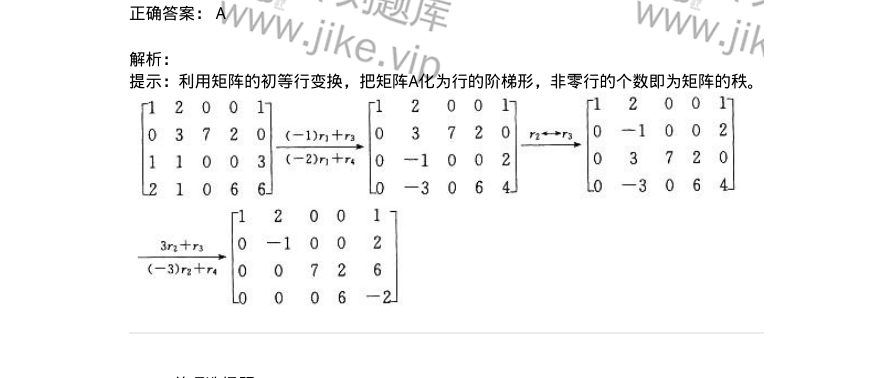 正确答案： A
题库
www.jike.vip
www.jik
解析：
提示：利用矩阵的初等行变换，把矩阵A化为行的阶梯形，非零行的个数即为矩阵的秩。
[1 2 0 0 1] [1 2 0 0 1] [1 2 0 0 1]
[0 3 7 2 0] (−1)r₁+r₃ [0 3 7 2 0] r₂↔r₃ [0 −1 0 0 2]
[1 1 0 0 3] (−2)r₁+r₄ [0 −1 0 0 2] [0 3 7 2 0]
[2 1 0 6 6] [0 −3 0 6 4] [0 −3 0 6 4]
[1 2 0 0 1]
3r₂+r₃ [0 −1 0 0 2]
(−3)r₂+r₄ [0 0 7 2 6]
[0 0 0 6 −2]